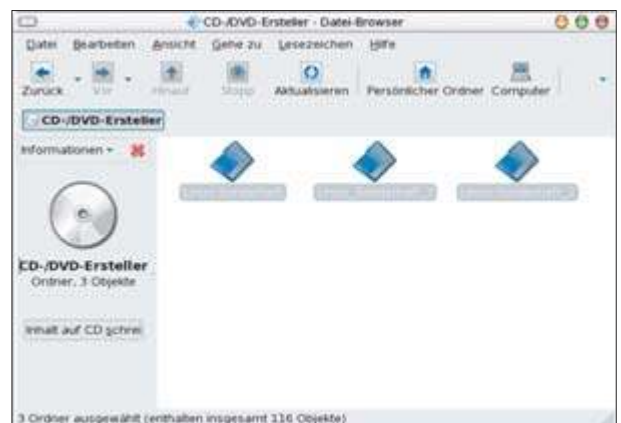 CD-/DVD-Ersteller - Datei-Browser
Datei Bearbeiten Ansicht Gehe zu Lesezeichen Hilfe
Zurück Vor Hinauf Stopp Aktualisieren Persönlicher Ordner Computer
CD-/DVD-Ersteller
Informationen
CD-/DVD-Ersteller
Ordner, 3 Objekte
Inhalt auf CD schrei
3 Ordner ausgewählt (enthalten insgesamt 116 Objekte)